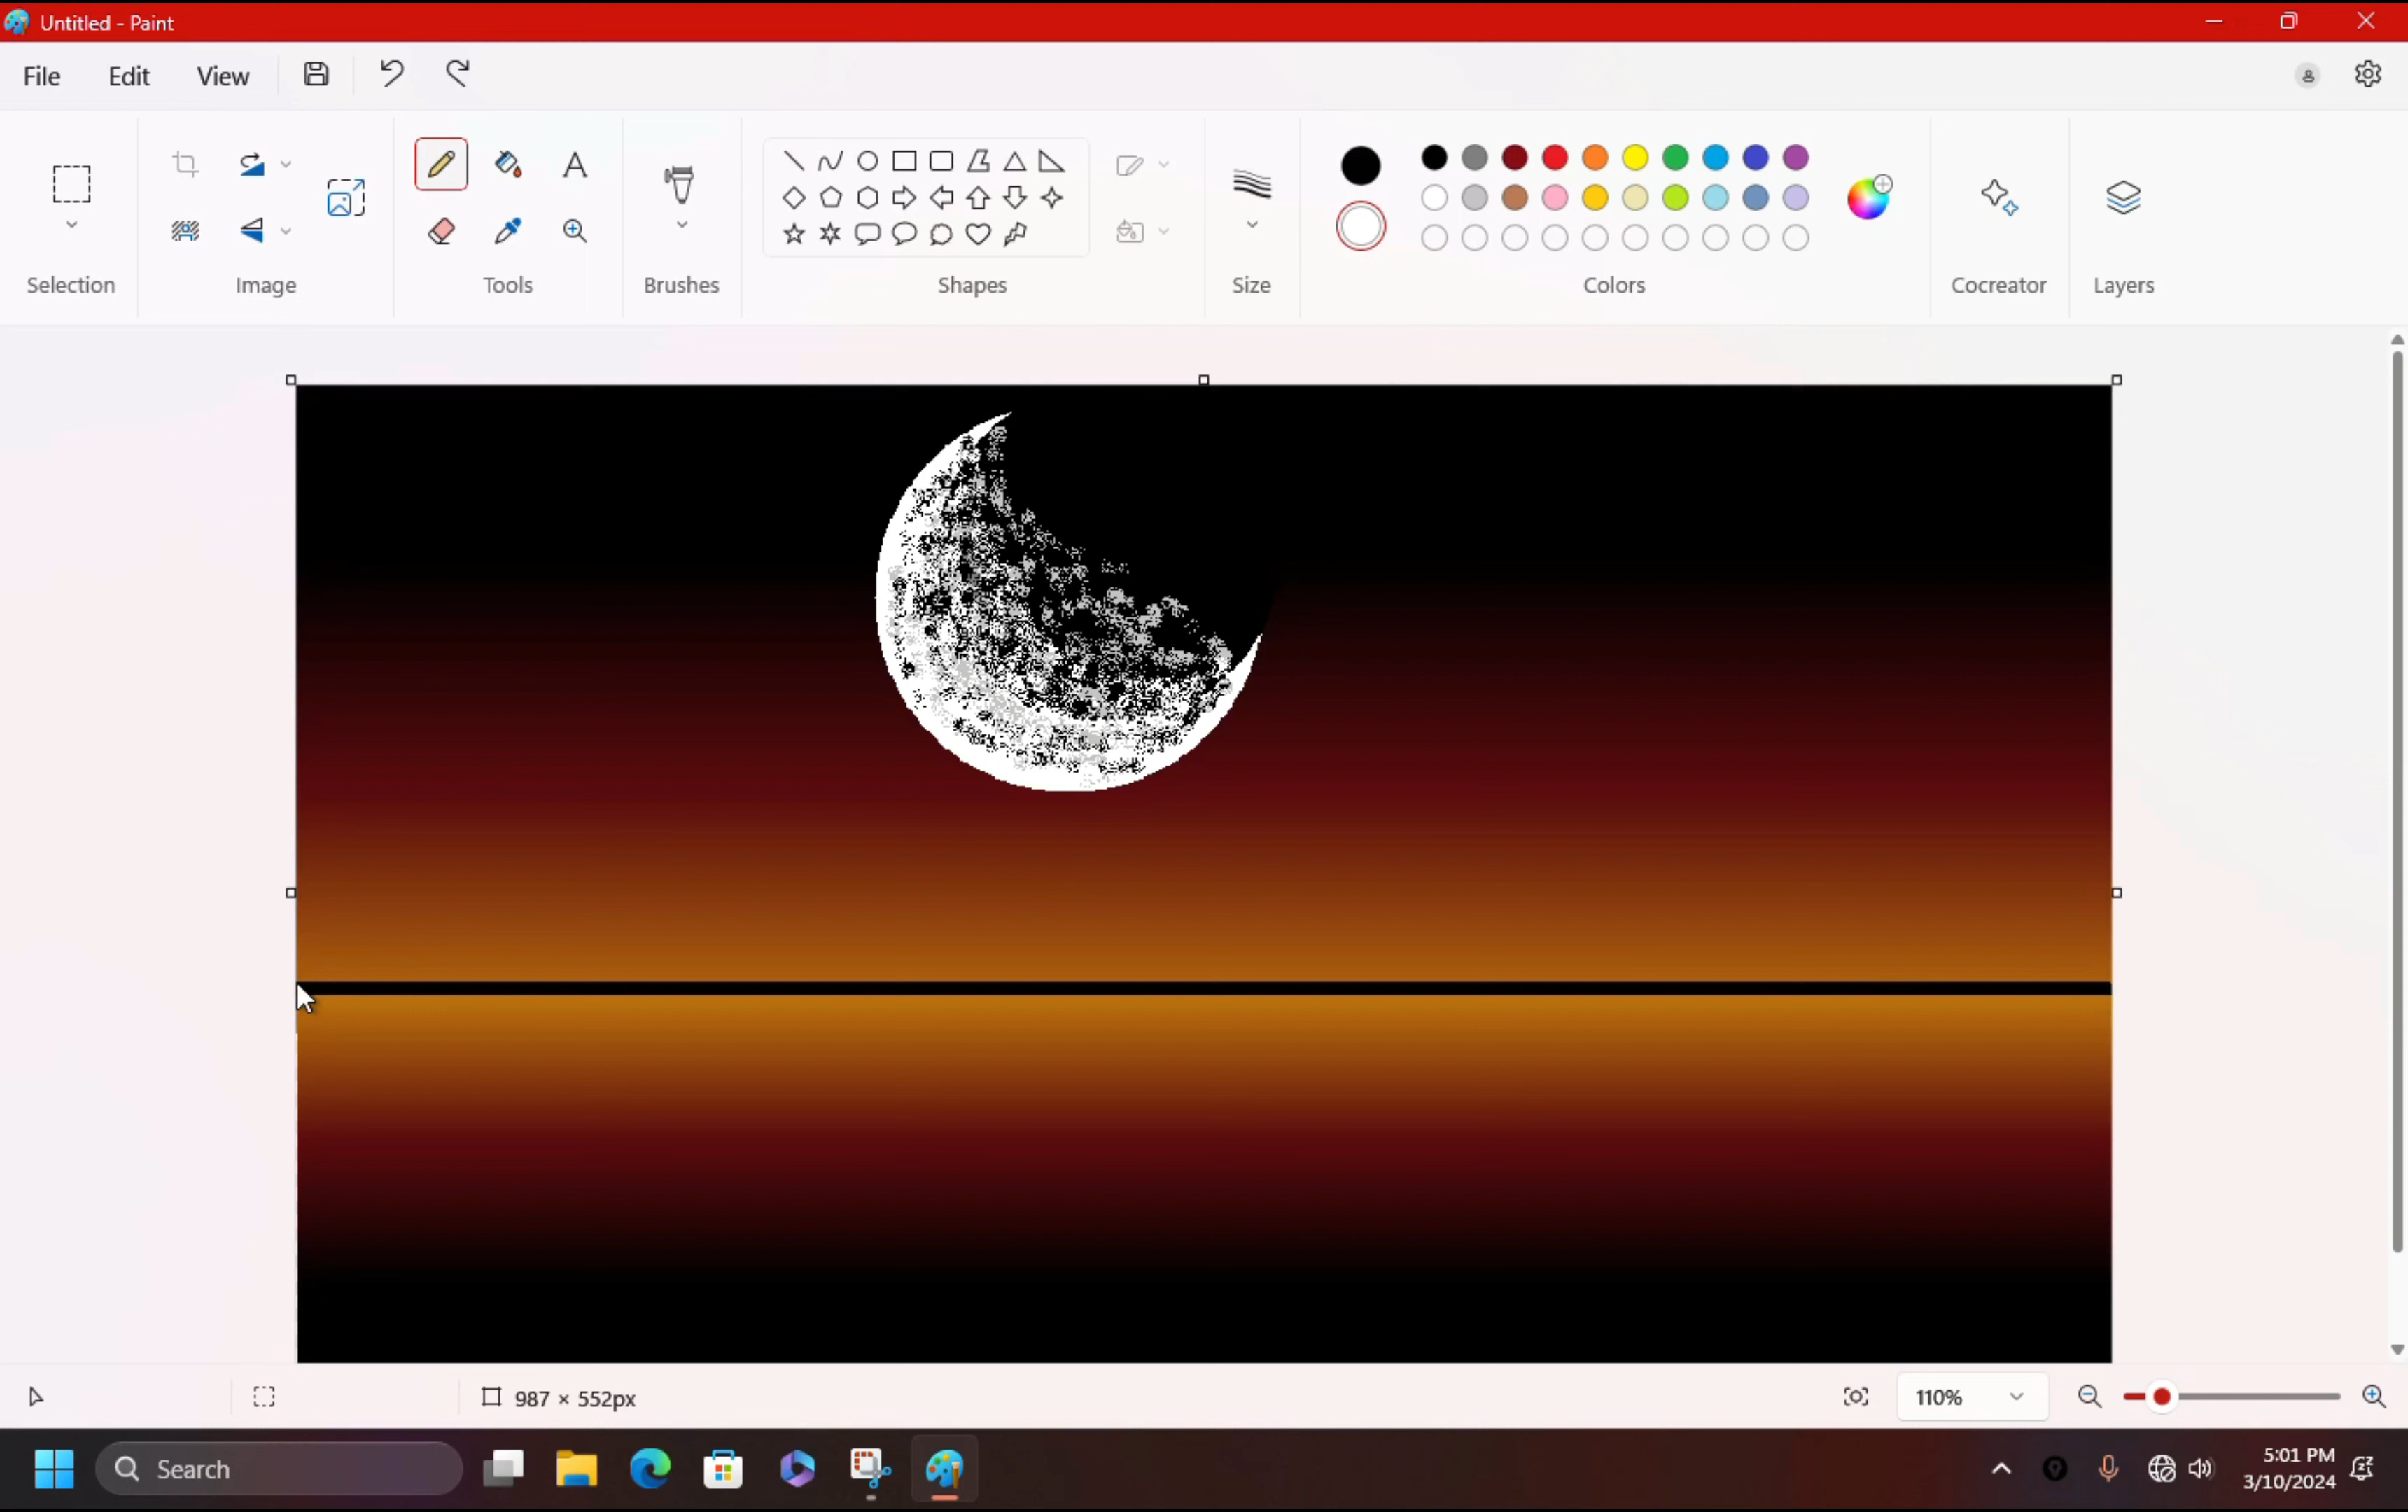 Untitled - Paint
File Edit View
Selection Image Tools Brushes Shapes Size Colors Cocreator Layers
987 × 552px 110%
Search 5:01 PM
3/10/2024